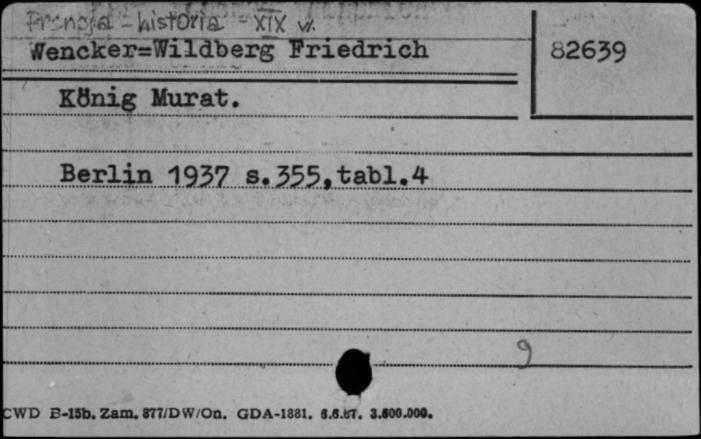 Francja - historia - XIX w.
Wencker=Wildberg Friedrich
82639
König Murat.
Berlin 1937 s.355,tabl.4
9
CWD B-15b. Zam. 877/DW/On. GDA-1881. 6.6.67. 3.600.000.